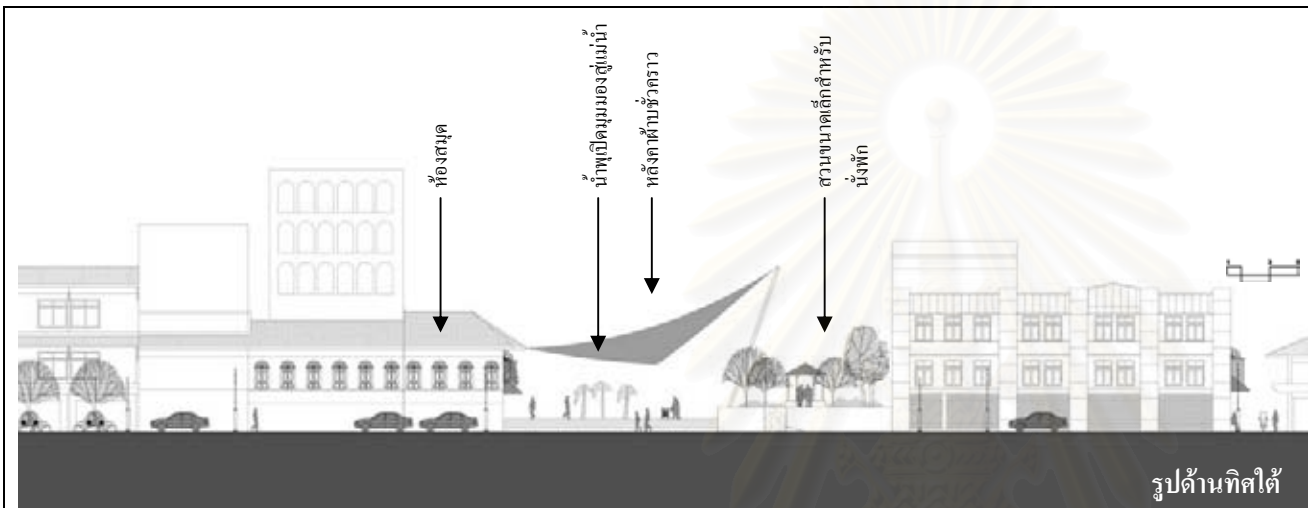 ห้องสมุด
น้ำพุเปิดมุมมองสู่แม่น้ำ
หลังคาผ้าใบชั่วคราว
สวนขนาดเล็กสำหรับ
นั่งพัก
รูปด้านทิศใต้